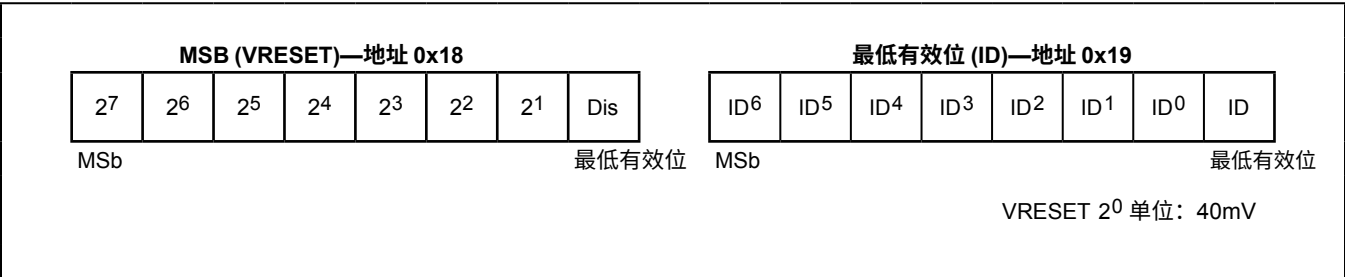 MSB (VRESET)—地址 0x18 最低有效位 (ID)—地址 0x19
2⁷ 2⁶ 2⁵ 2⁴ 2³ 2² 2¹ Dis ID⁶ ID⁵ ID⁴ ID³ ID² ID¹ ID⁰ ID
MSb 最低有效位 MSb 最低有效位
VRESET 2⁰ 单位：40mV